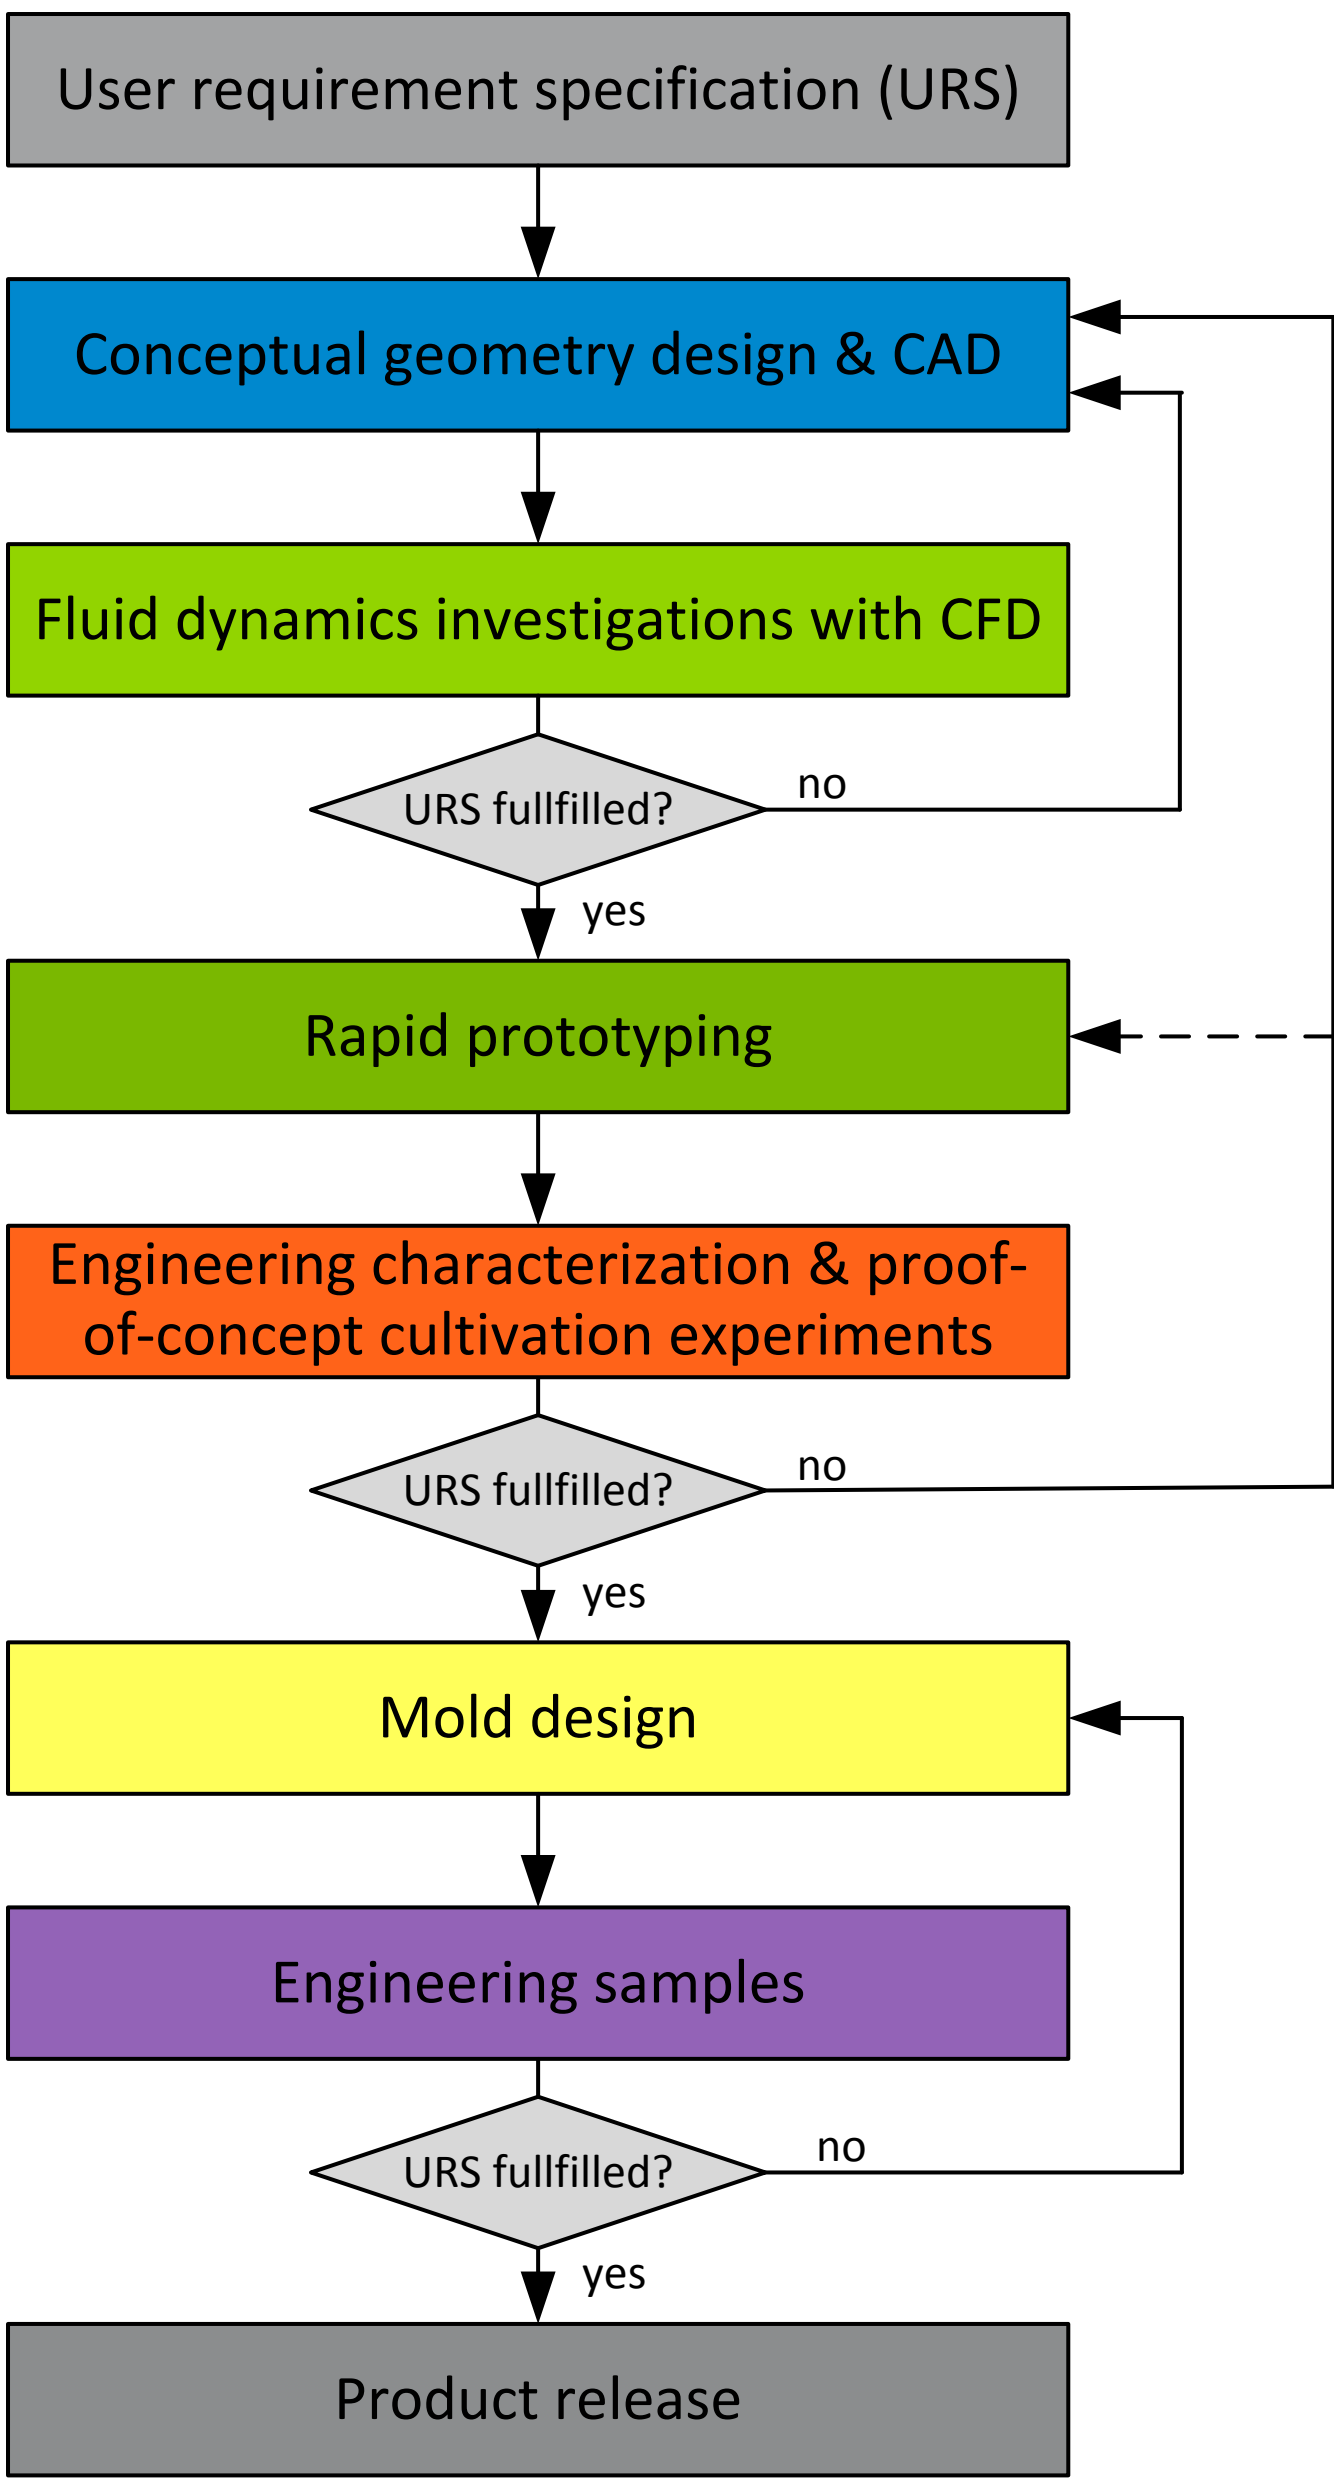 User requirement specification (URS)
Conceptual geometry design & CAD
Fluid dynamics investigations with CFD
URS fullfilled?
no
yes
Rapid prototyping
Engineering characterization & proof-
of-concept cultivation experiments
URS fullfilled?
no
yes
Mold design
Engineering samples
URS fullfilled?
no
yes
Product release